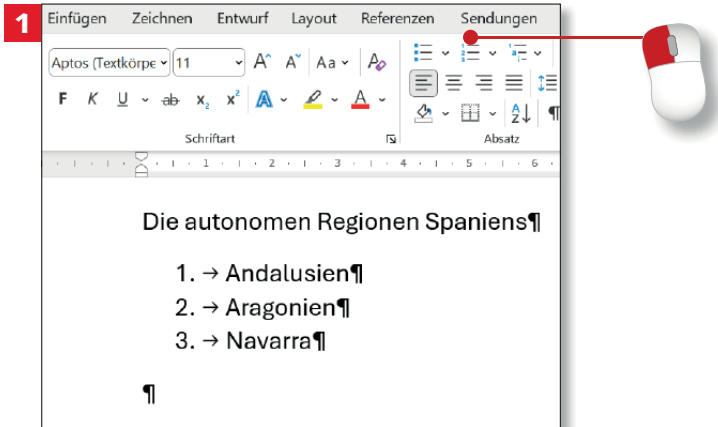 1
Einfügen Zeichnen Entwurf Layout Referenzen Sendungen
Aptos (Textkörpe 11 A A Aa A
F K U ab x₂ x² A A
Schriftart Absatz
1 2 3 4 5 6
Die autonomen Regionen Spaniens¶
1. → Andalusien¶
2. → Aragonien¶
3. → Navarra¶
¶